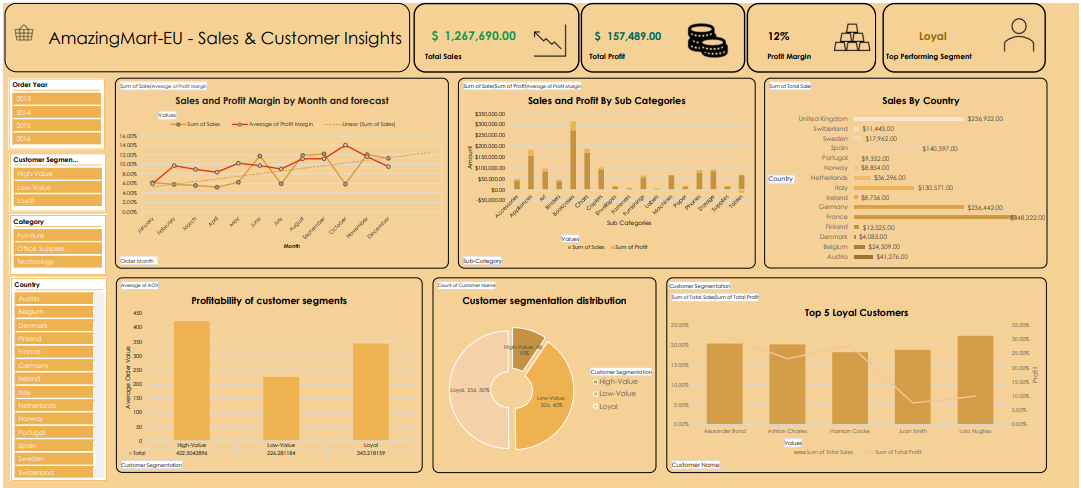 AmazingMart-EU - Sales & Customer Insights
$ 1,267,690.00
Total Sales
$ 157,489.00
Total Profit
12%
Profit Margin
Loyal
Top Performing Segment
Order Year
2013
2014
2015
2016
Customer Segmen...
High-Value
Low-Value
Loyal
Category
Furniture
Office Supplies
Technology
Country
Austria
Belgium
Denmark
Finland
France
Germany
Ireland
Italy
Netherlands
Norway
Portugal
Spain
Sweden
Switzerland
Sum of Sales Average of Profit Margin
Sales and Profit Margin by Month and forecast
Values
Sum of Sales Average of Profit Margin Linear (Sum of Sales)
16.00%
14.00%
12.00%
10.00%
8.00%
6.00%
4.00%
2.00%
0.00%
January
February
March
April
May
June
July
August
September
October
November
December
Month
Order Month
Sum of Sales Sum of Profit Average of Profit Margin
Sales and Profit By Sub Categories
Amount
$350,000.00
$300,000.00
$250,000.00
$200,000.00
$150,000.00
$100,000.00
$50,000.00
$0.00
-$50,000.00
Accessories
Appliances
Art
Binders
Bookcases
Chairs
Copiers
Envelopes
Fasteners
Furnishings
Labels
Machines
Paper
Phones
Storage
Supplies
Tables
Sub Categories
Values
Sum of Sales Sum of Profit
Sub-Category
Sum of Total Sales
Sales By Country
Country
United Kingdom $236,922.00
Switzerland $11,443.00
Sweden $17,962.00
Spain $140,397.00
Portugal $9,332.00
Norway $8,854.00
Netherlands $36,296.00
Italy $130,571.00
Ireland $8,756.00
Germany $236,442.00
France $348,322.00
Finland $12,525.00
Denmark $4,083.00
Belgium $24,509.00
Austria $41,276.00
Average of AOV
Profitability of customer segments
Average Order Value
450
400
350
300
250
200
150
100
50
0
High-Value Low-Value Loyal
Total 422.5042896 226.281184 343.218159
Customer Segmentation
Count of Customer Name
Customer segmentation distribution
High-Value, 48, 10%
Loyal, 256, 50%
Low-Value, 206, 40%
Customer Segmentation
High-Value
Low-Value
Loyal
Customer Segmentation
Sum of Total Sales Sum of Total Profit
Top 5 Loyal Customers
25.00%
20.00%
15.00%
10.00%
5.00%
0.00%
35.00%
30.00%
25.00%
20.00%
15.00%
10.00%
5.00%
0.00%
Profit
Alexander Bond Ashton Charles Harrison Cooke Juan Smith Lola Hughes
Values
Sum of Total Sales Sum of Total Profit
Customer Name